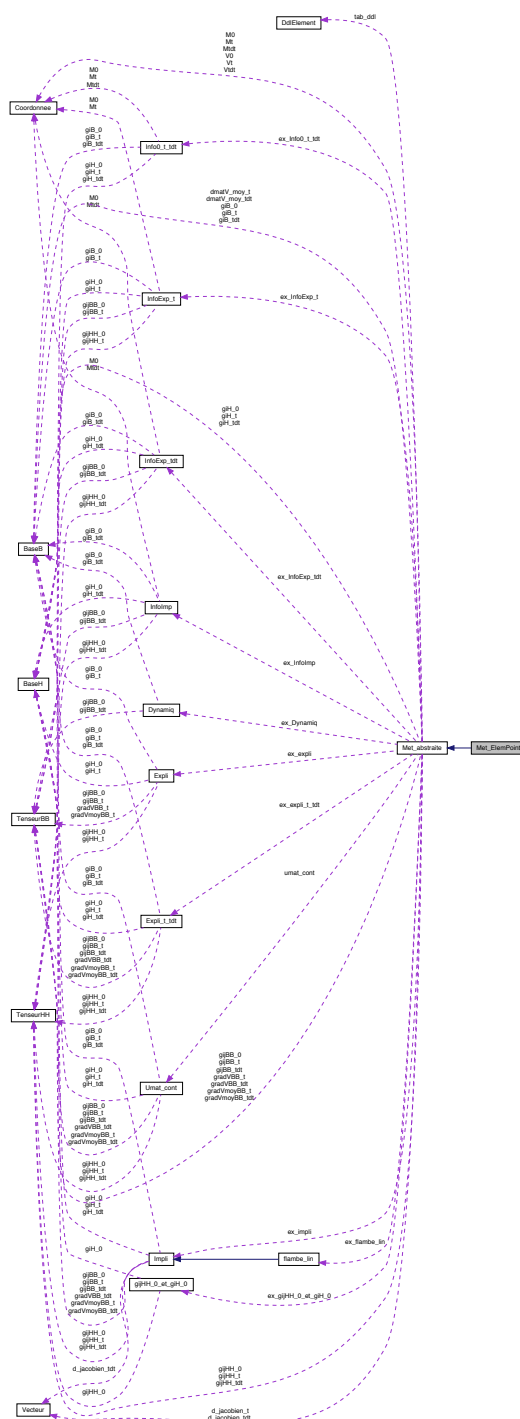 DdlElement
tab_ddl
M0
Mt
Mtdt
V0
Vt
Vtdt
M0
Mt
Mtdt
Coordonnee
M0
Mt
giB_0
giB_t
giB_tdt
Info0_t_tdt
ex_Info0_t_tdt
giH_0
giH_t
giH_tdt
dmatV_moy_t
dmatV_moy_tdt
giB_0
giB_t
giB_tdt
M0
Mtdt
giB_0
giB_t
giH_0
giH_t
InfoExp_t
ex_InfoExp_t
gijBB_0
gijBB_t
gijHH_0
gijHH_t
M0
Mtdt
giH_0
giH_t
giH_tdt
giB_0
giB_tdt
giH_0
giH_tdt
InfoExp_tdt
gijBB_0
gijBB_tdt
gijHH_0
gijHH_tdt
giB_0
giB_tdt
BaseB
giB_0
giB_tdt
ex_InfoExp_tdt
giH_0
giH_tdt
InfoImp
gijBB_0
gijBB_tdt
gijHH_0
gijHH_tdt
ex_InfoImp
giB_0
giB_t
BaseH
gijBB_0
gijBB_tdt
Dynamiq
ex_Dynamiq
giB_0
giB_t
giB_tdt
Met_abstraite
Met_ElemPoint
ex_expli
giH_0
giH_t
Expli
gijBB_0
gijBB_t
gradVBB_t
gradVmoyBB_t
ex_expli_t_tdt
TenseurBB
gijHH_0
gijHH_t
giB_0
giB_t
giB_tdt
umat_cont
giH_0
giH_t
giH_tdt
Expli_t_tdt
gijBB_0
gijBB_t
gijBB_tdt
gradVBB_tdt
gradVmoyBB_t
gradVmoyBB_tdt
gijHH_0
gijHH_t
gijHH_tdt
TenseurHH
giB_0
giB_t
giB_tdt
gijBB_0
gijBB_t
gijBB_tdt
gradVBB_t
gradVBB_tdt
gradVmoyBB_t
gradVmoyBB_tdt
giH_0
giH_t
giH_tdt
Umat_cont
gijBB_0
gijBB_t
gijBB_tdt
gradVBB_tdt
gradVmoyBB_t
gradVmoyBB_tdt
gijHH_0
gijHH_t
gijHH_tdt
giH_0
giH_t
giH_tdt
ex_impli
ex_flambe_lin
giH_0
Impli
flambe_lin
gijHH_0_et_giH_0
ex_gijHH_0_et_giH_0
gijBB_0
gijBB_t
gijBB_tdt
gradVBB_tdt
gradVmoyBB_t
gradVmoyBB_tdt
gijHH_0
gijHH_t
gijHH_tdt
d_jacobien_tdt
gijHH_0
gijHH_t
gijHH_tdt
gijHH_0
Vecteur
d_jacobien_t
d_jacobien_tdt